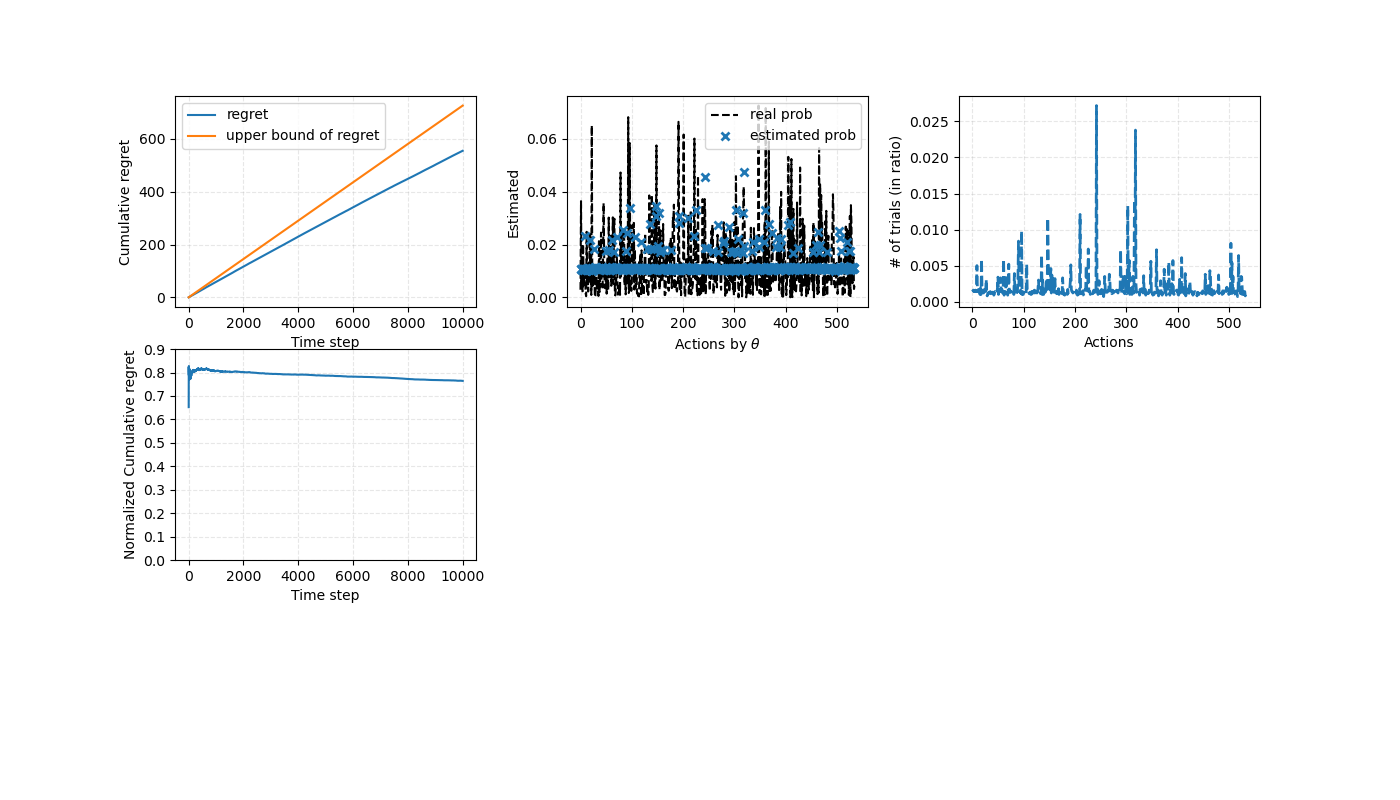 Cumulative regret
600
400
200
0
regret
upper bound of regret
0 2000 4000 6000 8000 10000
Time step
Estimated
0.06
0.04
0.02
0.00
real prob
estimated prob
0 100 200 300 400 500
Actions by θ
# of trials (in ratio)
0.025
0.020
0.015
0.010
0.005
0.000
0 100 200 300 400 500
Actions
Normalized Cumulative regret
0.9
0.8
0.7
0.6
0.5
0.4
0.3
0.2
0.1
0.0
0 2000 4000 6000 8000 10000
Time step